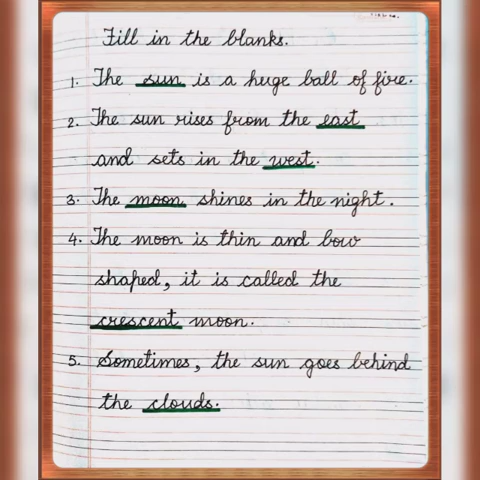 Fill in the blanks.
1. The sun is a huge ball of fire.
2. The sun rises from the east
and sets in the west.
3. The moon shines in the night.
4. The moon is thin and bow
shaped, it is called the
crescent moon.
5. Sometimes, the sun goes behind
the clouds.